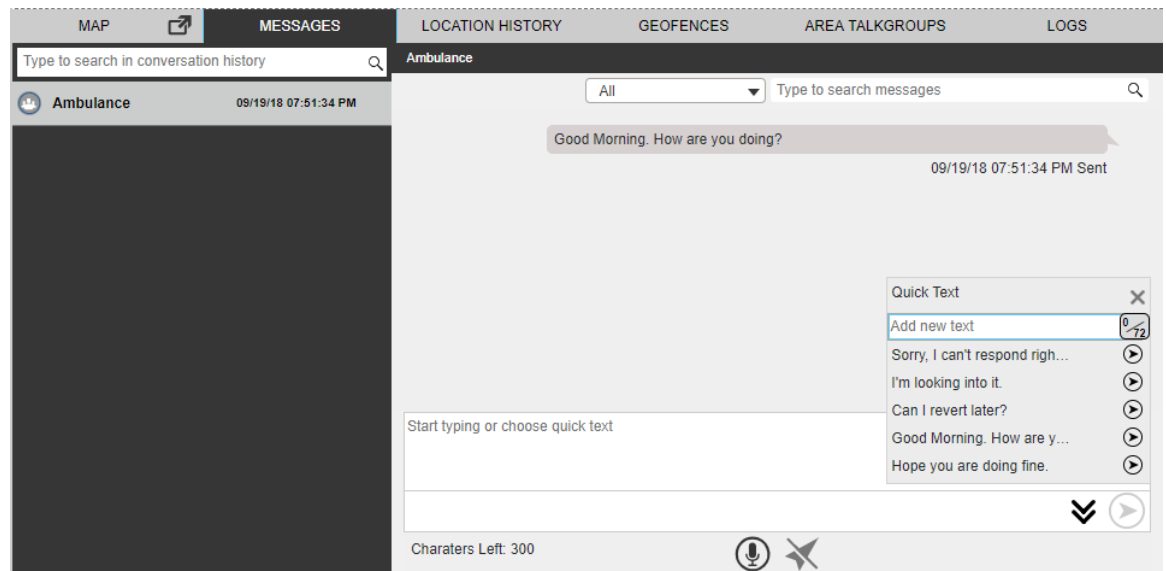 MAP MESSAGES LOCATION HISTORY GEOFENCES AREA TALKGROUPS LOGS
Type to search in conversation history
Ambulance 09/19/18 07:51:34 PM
Ambulance
All Type to search messages
Good Morning. How are you doing?
09/19/18 07:51:34 PM Sent
Quick Text
Add new text 0/72
Sorry, I can't respond righ...
I'm looking into it.
Can I revert later?
Good Morning. How are y...
Hope you are doing fine.
Start typing or choose quick text
Charaters Left: 300